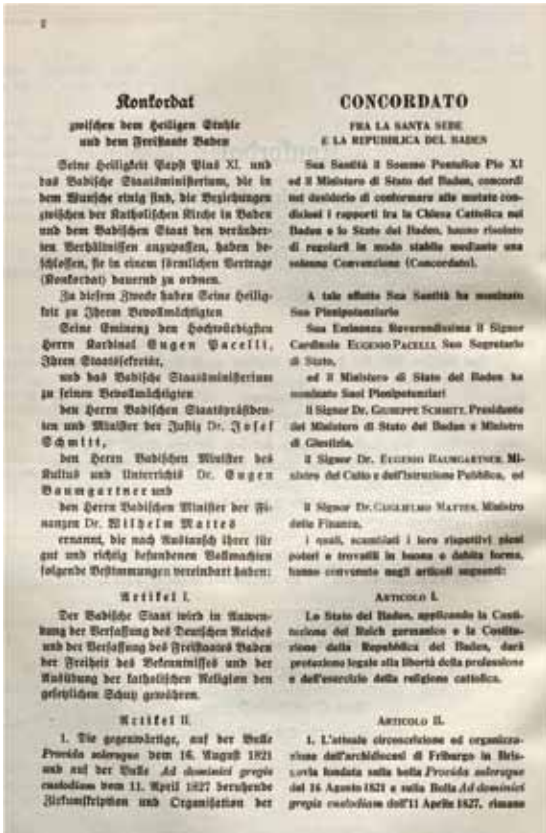 2
Konkordat
zwischen dem Heiligen Stuhle
und dem Freistaate Baden
Seine Heiligkeit Papst Pius XI. und
das Badische Staatsministerium, die in
dem Wunsche einig sind, die Beziehungen
zwischen der Katholischen Kirche in Baden
und dem Badischen Staat den veränder-
ten Verhältnissen anzupassen, haben be-
schlossen, sie in einem förmlichen Vertrage
(Konkordat) dauernd zu ordnen.
Zu diesem Zwecke haben Seine Heilig-
keit zu Ihrem Bevollmächtigten
Seine Eminenz den Hochwürdigsten
Herrn Kardinal Eugen Pacelli,
Ihren Staatssekretär,
und das Badische Staatsministerium
zu seinen Bevollmächtigten
den Herrn Badischen Staatspräsiden-
ten und Minister der Justiz Dr. Josef
Schmitt,
den Herrn Badischen Minister des
Kultus und Unterrichts Dr. Eugen
Baumgartner und
den Herrn Badischen Minister der Fi-
nanzen Dr. Wilhelm Mattes
ernannt, die nach Austausch ihrer für
gut und richtig befundenen Vollmachten
folgende Bestimmungen vereinbart haben:
Artikel I.
Der Badische Staat wird in Anwen-
dung der Verfassung des Deutschen Reiches
und der Verfassung des Freistaates Baden
der Freiheit des Bekenntnisses und der
Ausübung der katholischen Religion den
gesetzlichen Schutz gewähren.
Artikel II.
1. Die gegenwärtige, auf der Bulle
Provida solersque vom 16. August 1821
und auf der Bulle Ad dominici gregis
custodiam vom 11. April 1827 beruhende
Zirkumskription und Organisation der
CONCORDATO
FRA LA SANTA SEDE
E LA REPUBBLICA DEL BADEN
Sua Santità il Sommo Pontefice Pio XI
ed il Ministero di Stato del Baden, concordi
nel desiderio di conformare alle mutate con-
dizioni i rapporti fra la Chiesa Cattolica nel
Baden e lo Stato del Baden, hanno risoluto
di regolarli in modo stabile mediante una
solenne Convenzione (Concordato).
A tale effetto Sua Santità ha nominato
Suo Plenipotenziario
Sua Eminenza Reverendissima il Signor
Cardinale EUGENIO PACELLI, Suo Segretario
di Stato,
ed il Ministero di Stato del Baden ha
nominato Suoi Plenipotenziari
il Signor Dr. GIUSEPPE SCHMITT, Presidente
del Ministero di Stato del Baden e Ministro
di Giustizia,
il Signor Dr. EUGENIO BAUMGARTNER, Mi-
nistro del Culto e dell'Istruzione Pubblica, ed
il Signor Dr. GUGLIELMO MATTES, Ministro
delle Finanze,
i quali, scambiati i loro rispettivi pieni
poteri e trovatili in buona e debita forma,
hanno convenuto negli articoli seguenti:
ARTICOLO I.
Lo Stato del Baden, applicando la Costi-
tuzione del Reich germanico e la Costitu-
zione della Repubblica del Baden, darà
protezione legale alla libertà della professione
e dell'esercizio della religione cattolica.
ARTICOLO II.
1. L'attuale circoscrizione ed organizza-
zione dell'archidiocesi di Friburgo in Bris-
govia fondata sulla bolla Provida solersque
del 16 Agosto 1821 e sulla Bolla Ad dominici
gregis custodiam dell'11 Aprile 1827, rimane